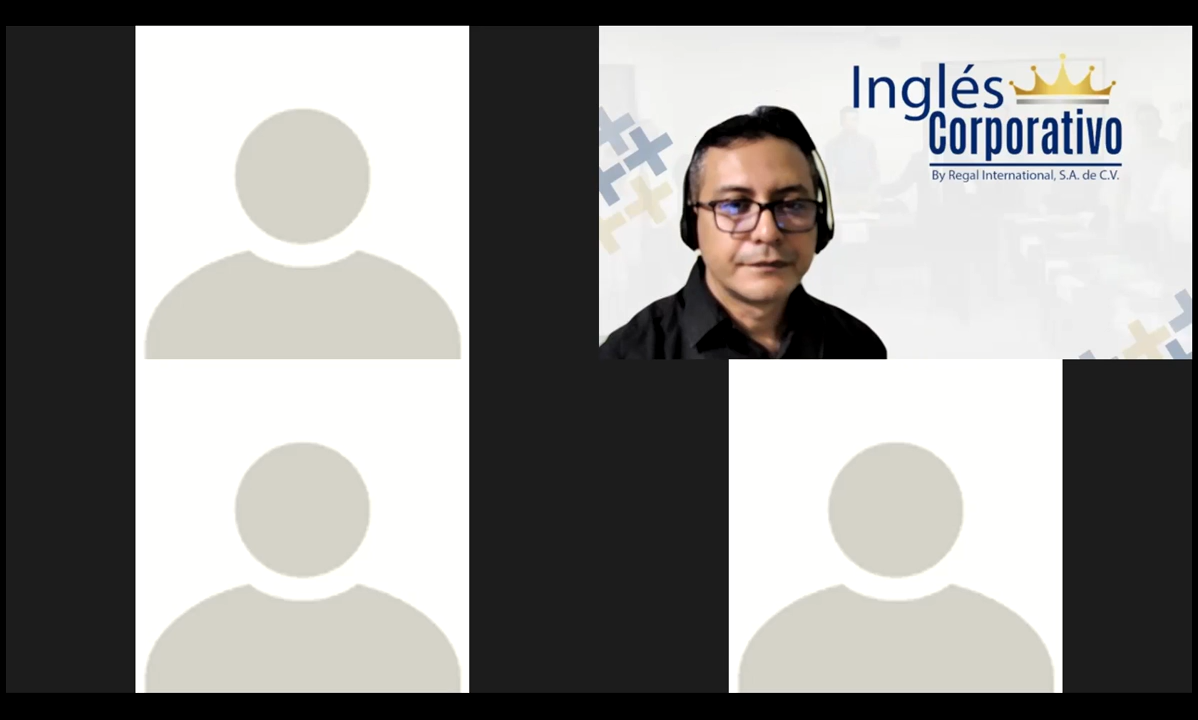 Inglés
Corporativo
By Regal International, S.A. de C.V.